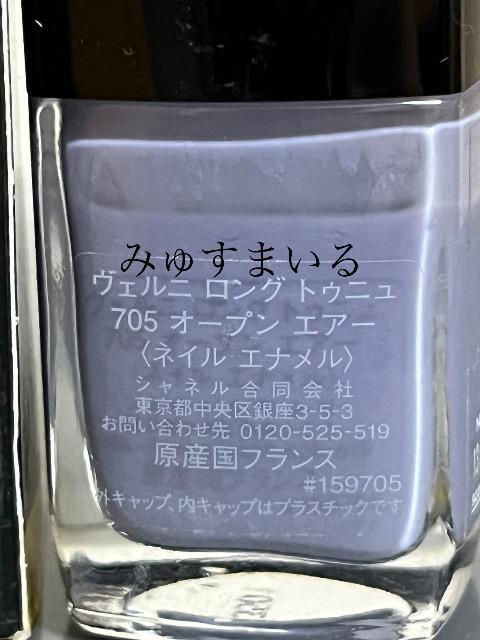 みゅすまいる
ヴェルニ ロング トゥニュ
705 オープン エアー
〈ネイル エナメル〉
シャネル合同会社
東京都中央区銀座3-5-3
お問い合わせ先 0120-525-519
原産国フランス
#159705
外キャップ、内キャップはプラスチックです